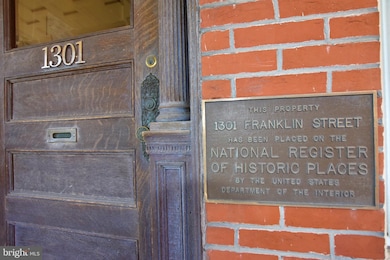 1301
THIS PROPERTY
1301 FRANKLIN STREET
HAS BEEN PLACED ON THE
NATIONAL REGISTER
OF HISTORIC PLACES
BY THE UNITED STATES
DEPARTMENT OF THE INTERIOR
bright MLS